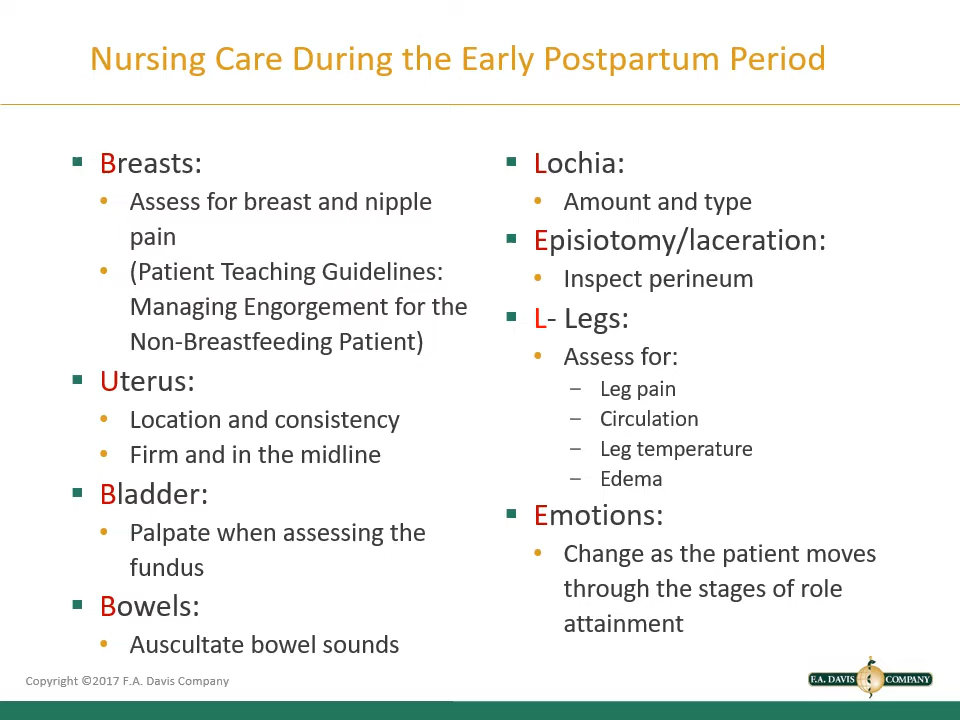 Nursing Care During the Early Postpartum Period
Breasts:
Assess for breast and nipple
pain
(Patient Teaching Guidelines:
Managing Engorgement for the
Non-Breastfeeding Patient)
Uterus:
Location and consistency
Firm and in the midline
Bladder:
Palpate when assessing the
fundus
Bowels:
Auscultate bowel sounds
Lochia:
Amount and type
Episiotomy/laceration:
Inspect perineum
L- Legs:
Assess for:
– Leg pain
– Circulation
– Leg temperature
– Edema
Emotions:
Change as the patient moves
through the stages of role
attainment
Copyright ©2017 F.A. Davis Company
F.A. DAVIS COMPANY